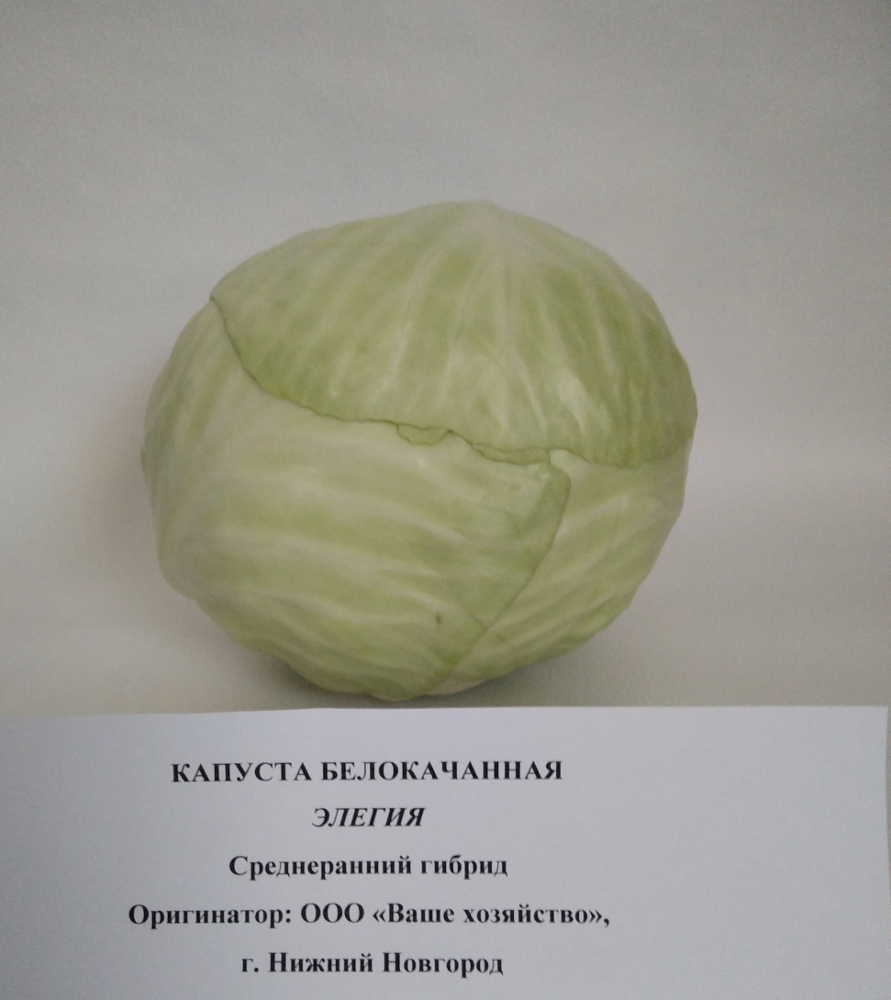 КАПУСТА БЕЛОКАЧАННАЯ
ЭЛЕГИЯ
Среднеранний гибрид
Оригинатор: ООО «Ваше хозяйство»,
г. Нижний Новгород